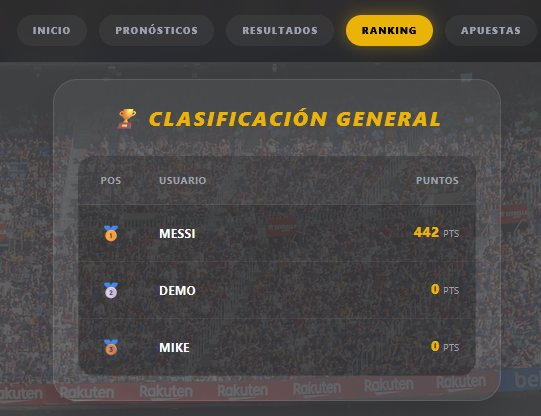 INICIO PRONÓSTICOS RESULTADOS RANKING APUESTAS
CLASIFICACIÓN GENERAL
POS USUARIO PUNTOS
1 MESSI 442 PTS
2 DEMO 0 PTS
3 MIKE 0 PTS
Rakuten Rakuten Rakuten Rakuten Rakuten